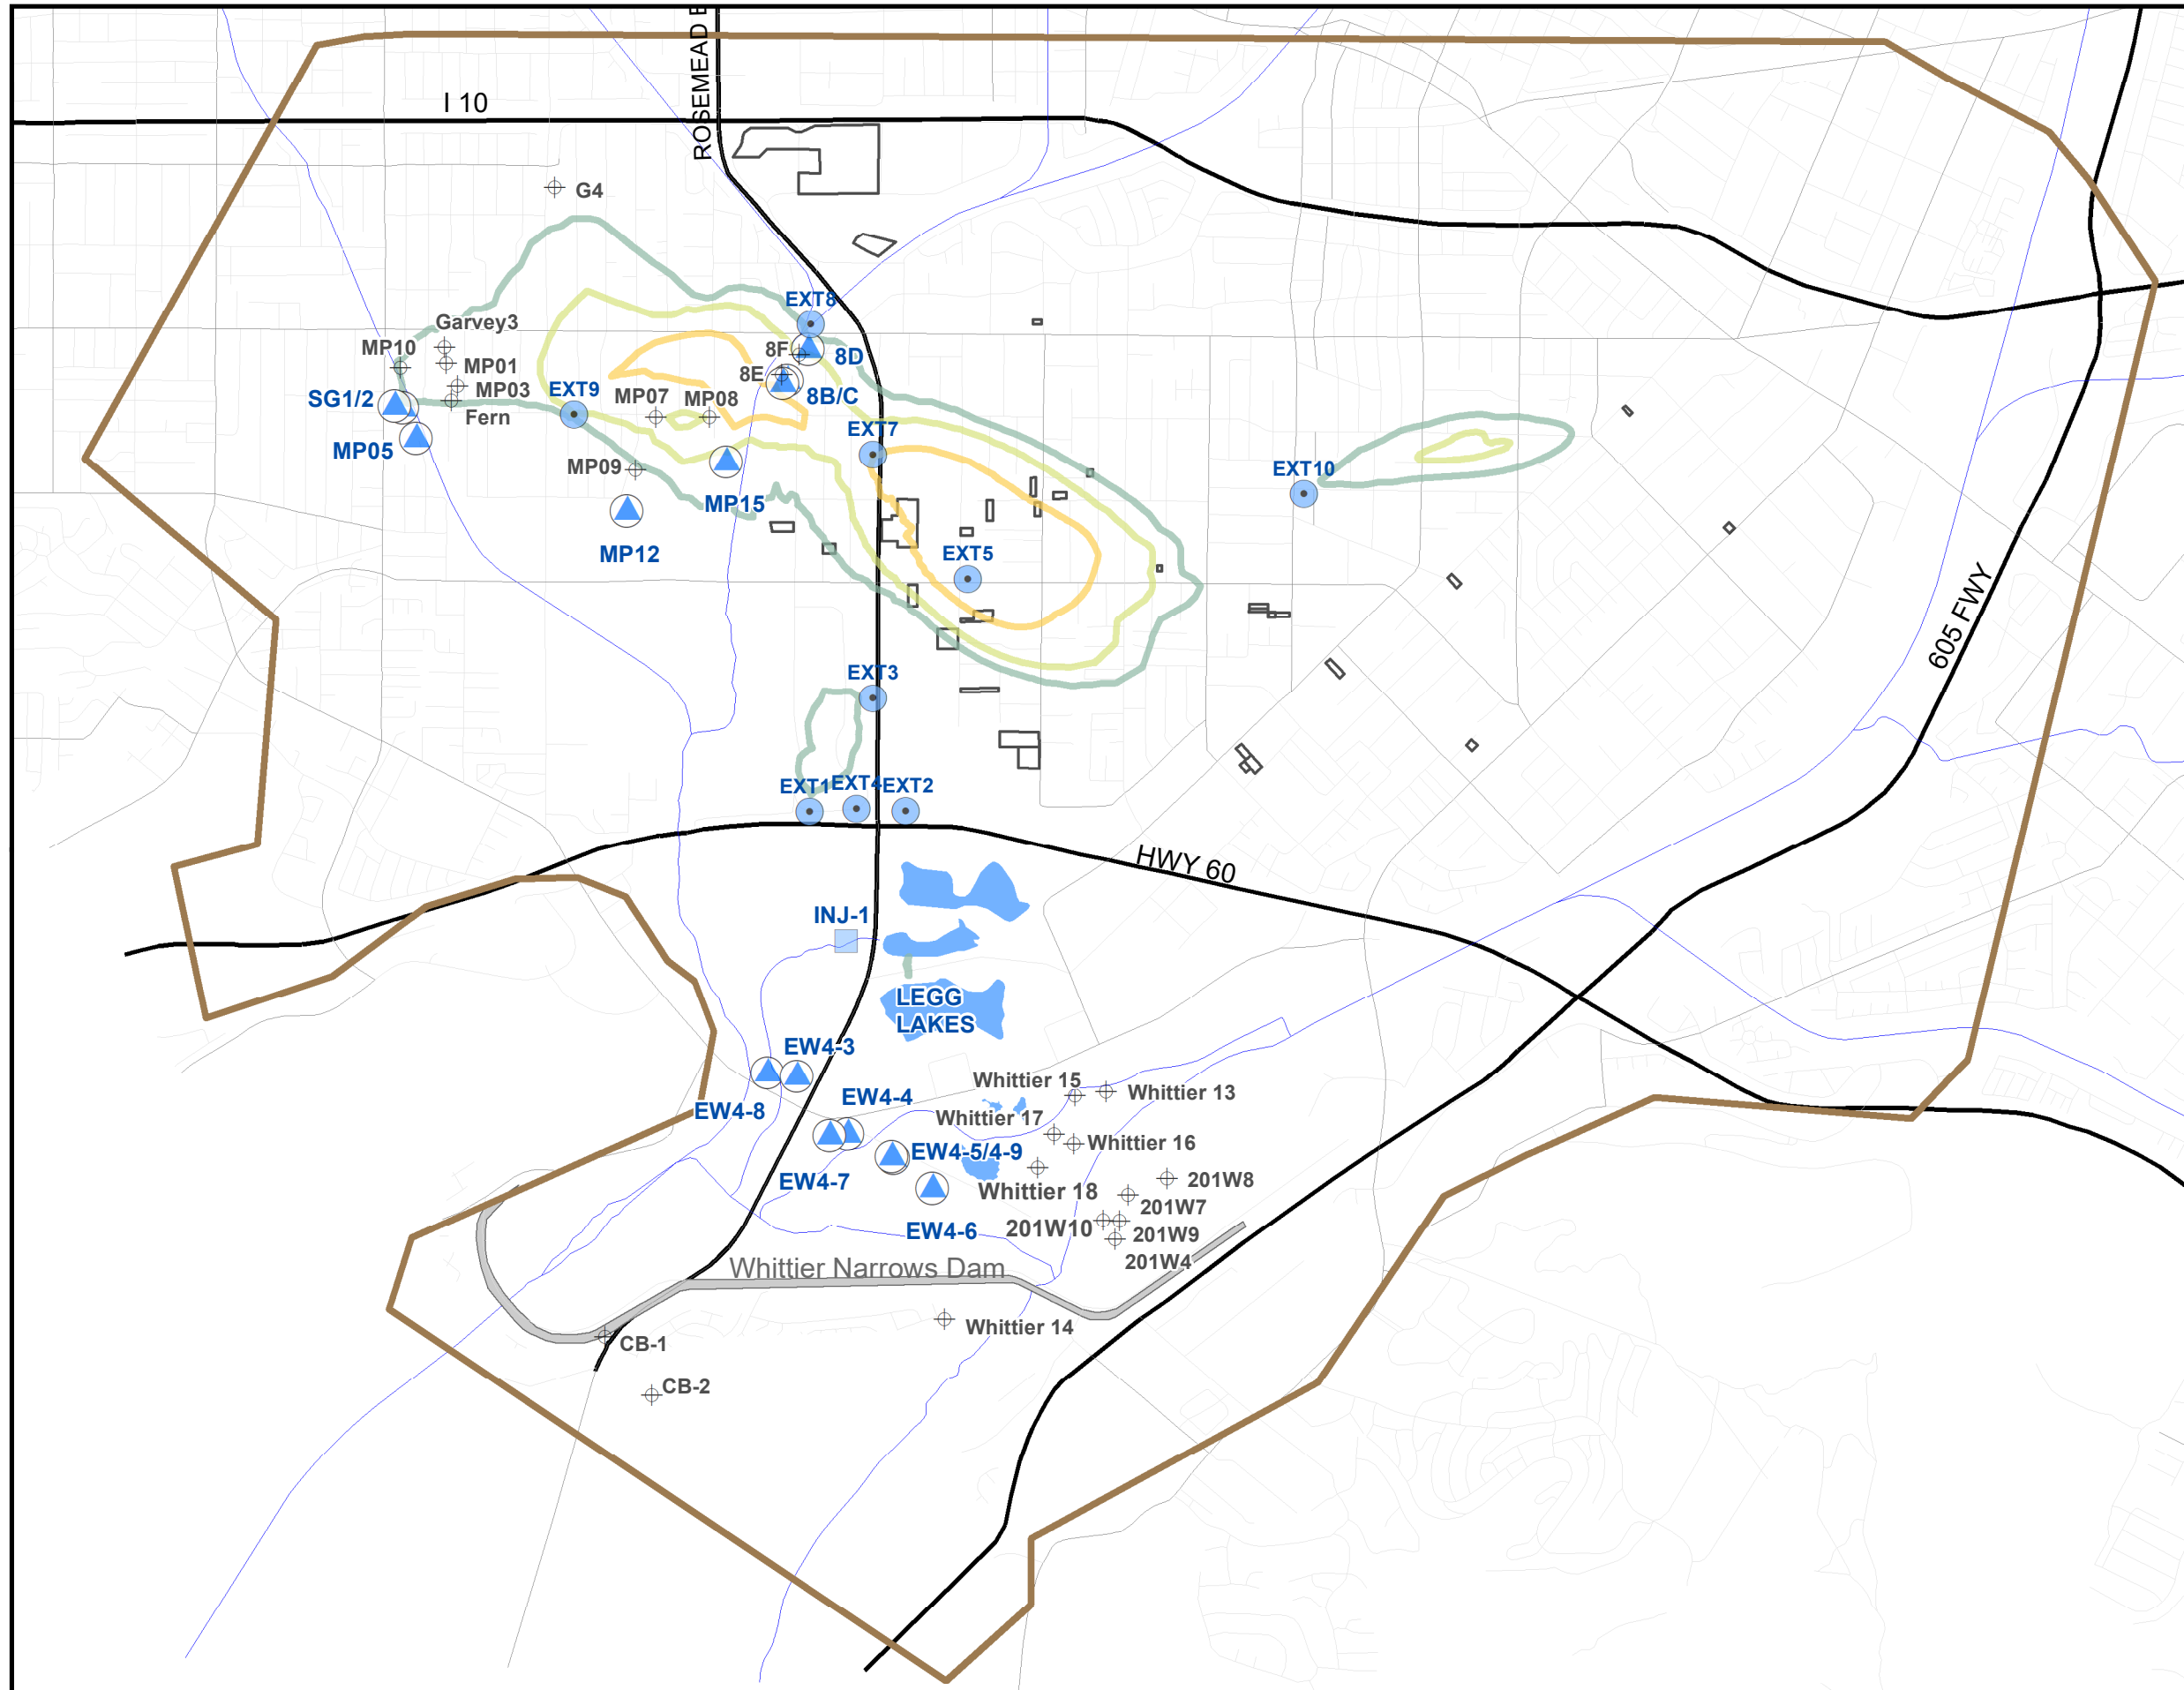 ROSEMEAD
I 10
G4
EXT8
Garvey3
MP10
8F
8D
MP01
8E
MP03
EXT9
SG1/2
MP07
MP08
8B/C
Fern
EXT7
MP05
MP09
EXT10
MP15
MP12
EXT5
605 FWY
EXT3
EXT1
EXT4
EXT2
HWY 60
INJ-1
LEGG
LAKES
EW4-3
Whittier 15
Whittier 13
EW4-4
EW4-8
Whittier 17
Whittier 16
EW4-5/4-9
EW4-7
201W8
Whittier 18
201W7
EW4-6
201W10
201W9
201W4
Whittier Narrows Dam
Whittier 14
CB-1
CB-2